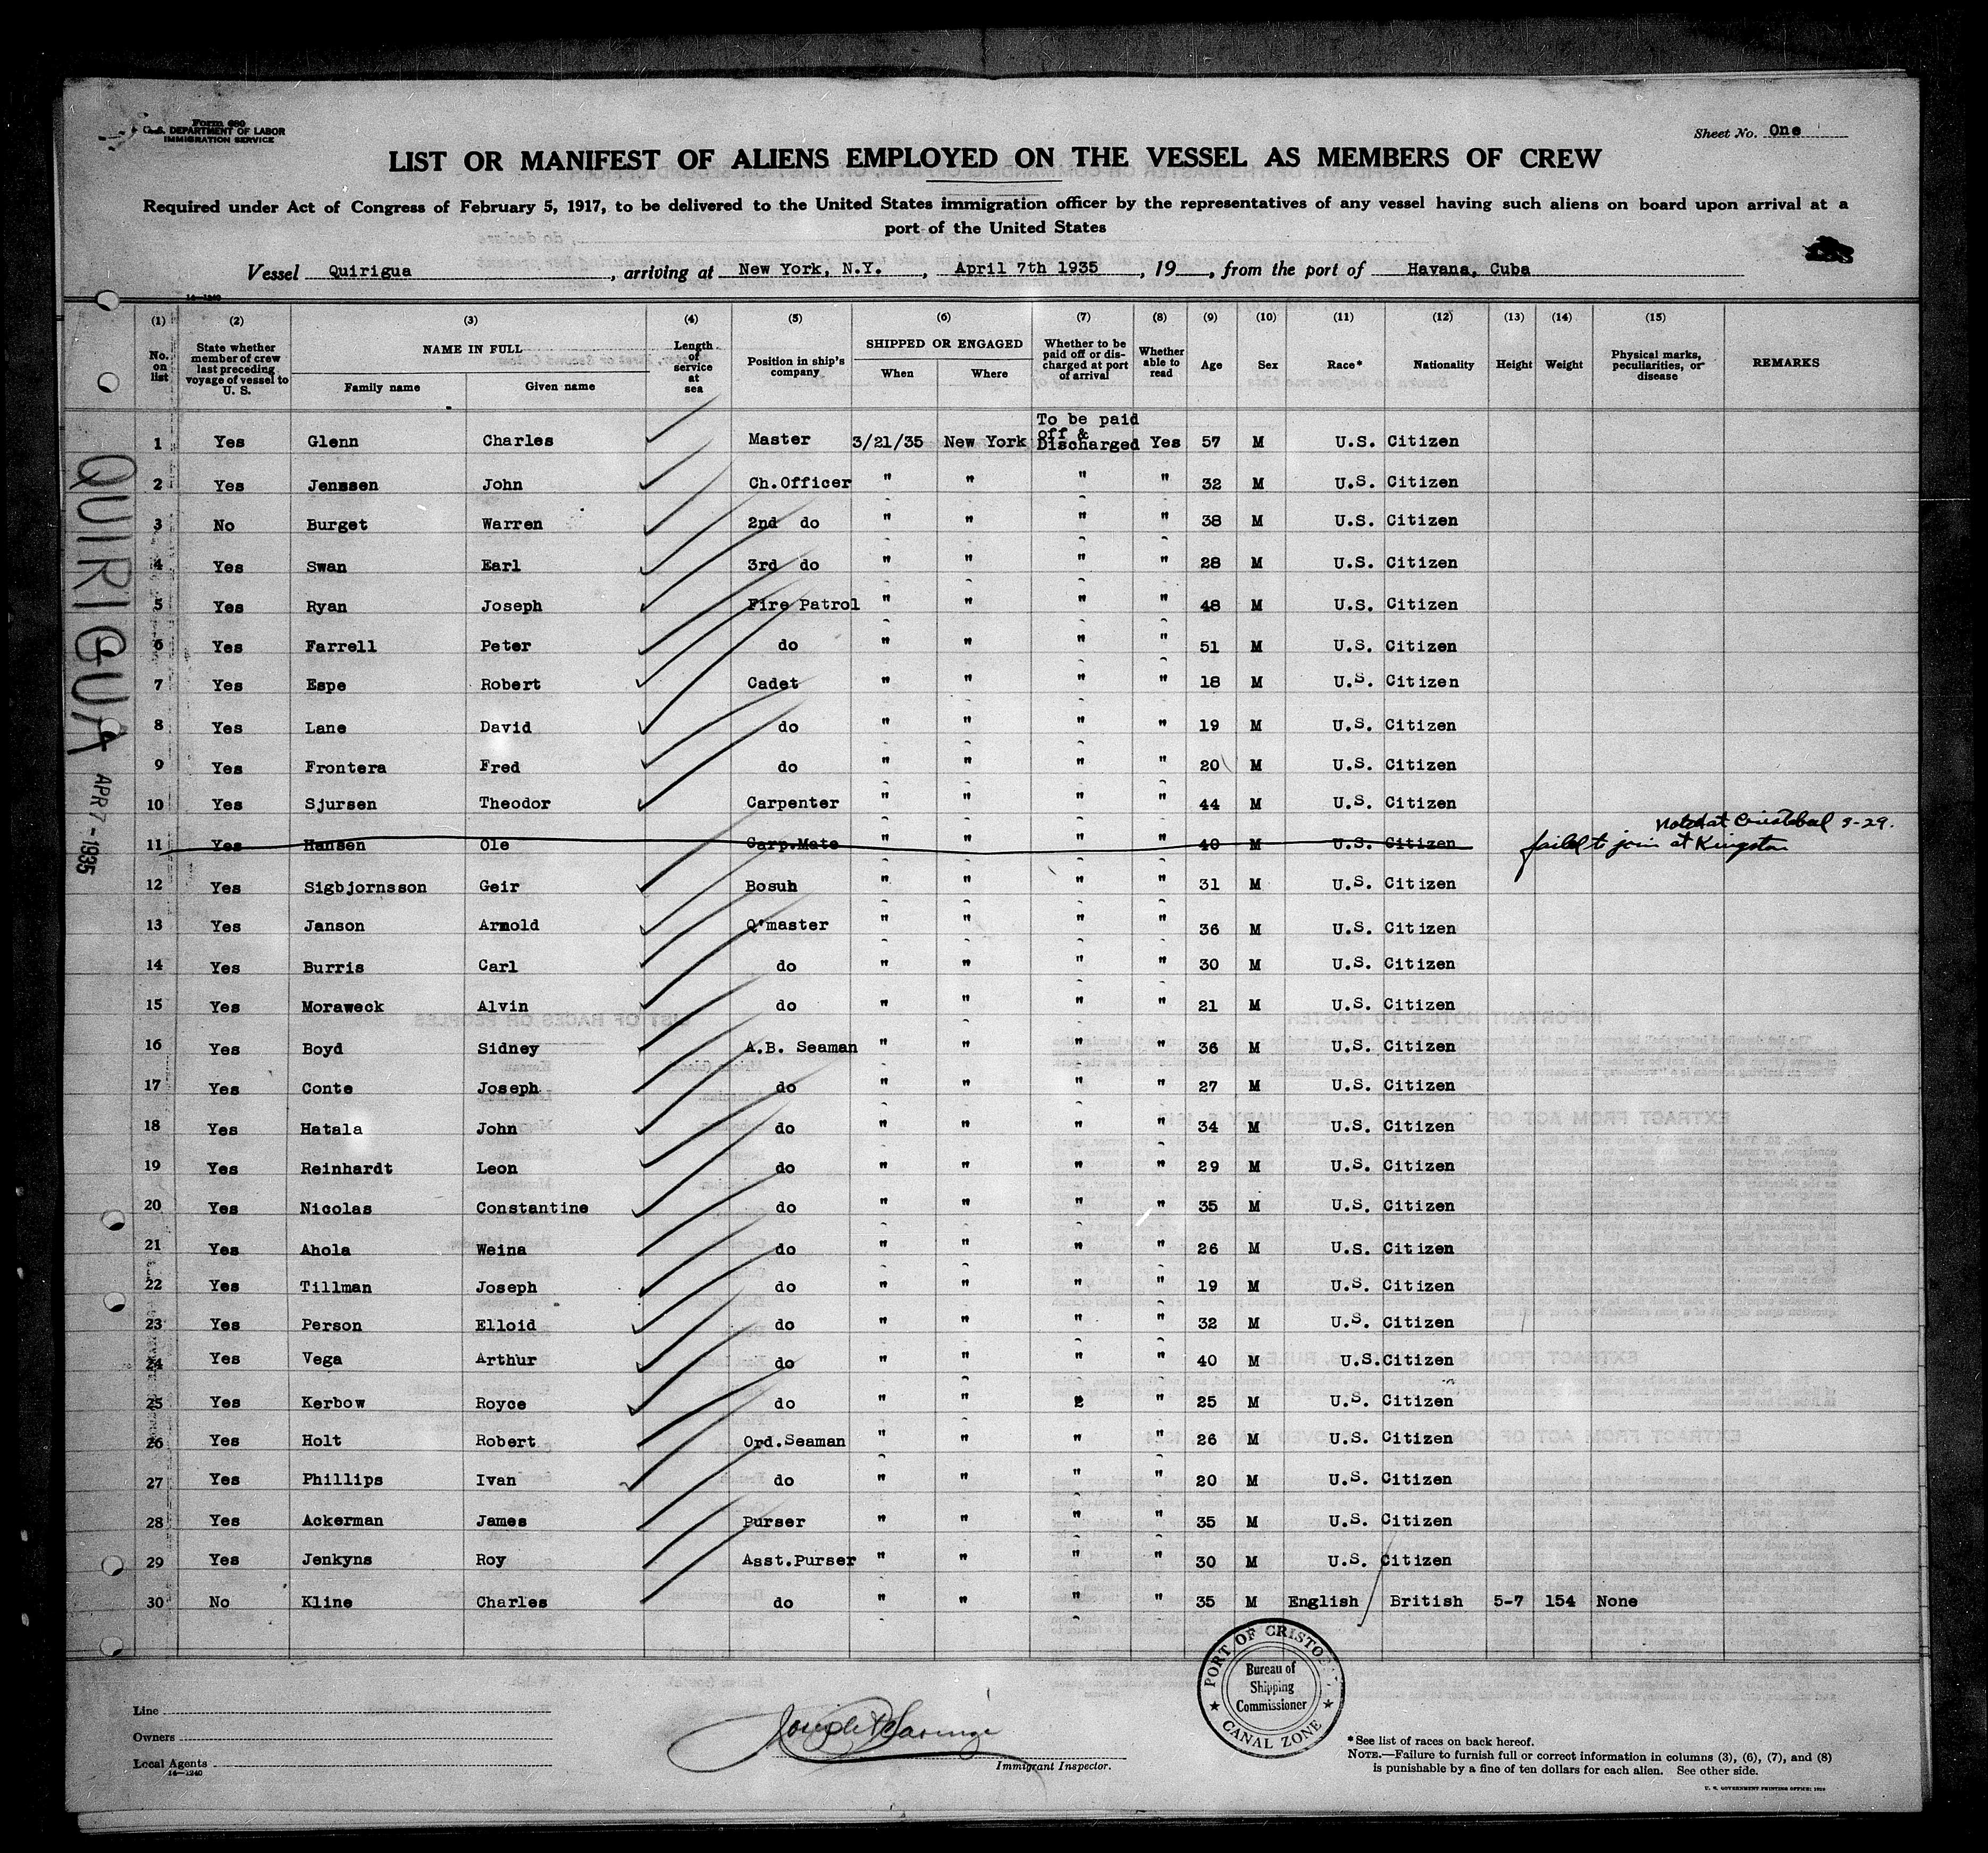 Form 680
U.S. DEPARTMENT OF LABOR
IMMIGRATION SERVICE
Sheet No. One
LIST OR MANIFEST OF ALIENS EMPLOYED ON THE VESSEL AS MEMBERS OF CREW
Required under Act of Congress of February 5, 1917, to be delivered to the United States immigration officer by the representatives of any vessel having such aliens on board upon arrival at a
port of the United States
Vessel Quirigua, arriving at New York, N.Y., April 7th 1935, 19, from the port of Havana, Cuba
14-1240
(1) (2) (3) (4) (5) (6) (7) (8) (9) (10) (11) (12) (13) (14) (15)
No. on list | State whether member of crew last preceding voyage of vessel to U. S. | NAME IN FULL Family name Given name | Length of service at sea | Position in ship's company | SHIPPED OR ENGAGED When Where | Whether to be paid off or discharged at port of arrival | Whether able to read | Age | Sex | Race* | Nationality | Height | Weight | Physical marks, peculiarities, or disease | REMARKS
1 Yes Glenn Charles Master 3/21/35 New York To be paid off & Discharged Yes 57 M U.S. Citizen
2 Yes Jenssen John Ch.Officer " " " " 32 M U.S. Citizen
3 No Burget Warren 2nd do " " " " 38 M U.S. Citizen
4 Yes Swan Earl 3rd do " " " " 28 M U.S. Citizen
5 Yes Ryan Joseph Fire Patrol " " " " 48 M U.S. Citizen
6 Yes Farrell Peter do " " " " 51 M U.S. Citizen
7 Yes Espe Robert Cadet " " " " 18 M U.S. Citizen
8 Yes Lane David do " " " " 19 M U.S. Citizen
9 Yes Frontera Fred do " " " " 20 M U.S. Citizen
10 Yes Sjursen Theodor Carpenter " " " " 44 M U.S. Citizen
11 Yes Hansen Ole Carp.Mate " " " " 40 M U.S. Citizen failed to join at Kingston Noted at Cristobal 3-29.
12 Yes Sigbjornsson Geir Bosun " " " " 31 M U.S. Citizen
13 Yes Janson Arnold Q'master " " " " 36 M U.S. Citizen
14 Yes Burris Carl do " " " " 30 M U.S. Citizen
15 Yes Moraweck Alvin do " " " " 21 M U.S. Citizen
16 Yes Boyd Sidney A.B. Seaman " " " " 36 M U.S. Citizen
17 Yes Conte Joseph do " " " " 27 M U.S. Citizen
18 Yes Hatala John do " " " " 34 M U.S. Citizen
19 Yes Reinhardt Leon do " " " " 29 M U.S. Citizen
20 Yes Nicolas Constantine do " " " " 35 M U.S. Citizen
21 Yes Ahola Weina do " " " " 26 M U.S. Citizen
22 Yes Tillman Joseph do " " " " 19 M U.S. Citizen
23 Yes Person Elloid do " " " " 32 M U.S. Citizen
24 Yes Vega Arthur do " " " " 40 M U.S. Citizen
25 Yes Kerbow Royce do " " " " 25 M U.S. Citizen
26 Yes Holt Robert Ord.Seaman " " " " 26 M U.S. Citizen
27 Yes Phillips Ivan do " " " " 20 M U.S. Citizen
28 Yes Ackerman James Purser " " " " 35 M U.S. Citizen
29 Yes Jenkyns Roy Asst.Purser " " " " 30 M U.S. Citizen
30 No Kline Charles do " " " " 35 M English British 5-7 154 None
QUIRIGUA
APR 7 - 1935
PORT OF CRISTO
Bureau of
Shipping
Commissioner
CANAL ZONE
Line
Owners
Local Agents
14-1240
Immigrant Inspector.
*See list of races on back hereof.
NOTE.—Failure to furnish full or correct information in columns (3), (6), (7), and (8)
is punishable by a fine of ten dollars for each alien. See other side.
U. S. GOVERNMENT PRINTING OFFICE: